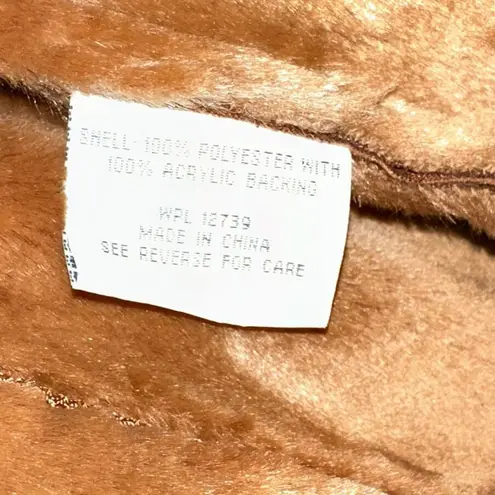 SHELL: 100% POLYESTER WITH
100% ACRYLIC BACKING
WPL 12739
MADE IN CHINA
SEE REVERSE FOR CARE